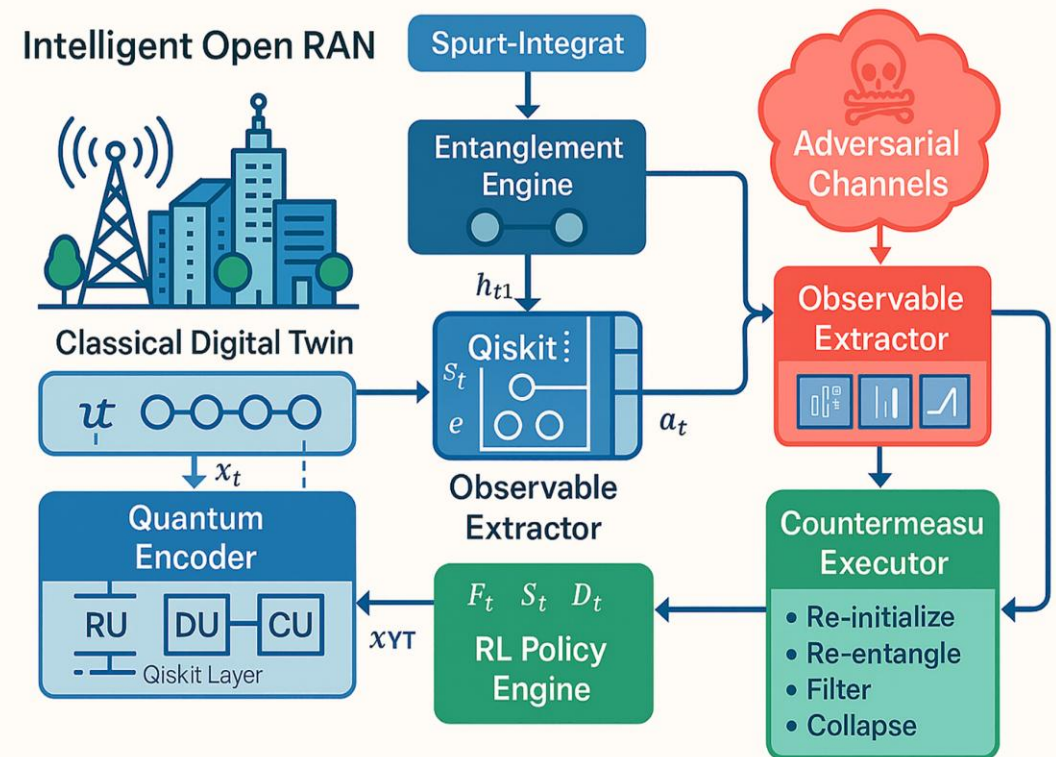 Intelligent Open RAN
Spurt-Integrat
Entanglement
Engine
Adversarial
Channels
h_{t1}
Classical Digital Twin
ut
x_t
Qiskit
S_t
e
a_t
Observable
Extractor
Observable
Extractor
Quantum
Encoder
RU DU CU
Qiskit Layer
xYT
F_t S_t D_t
RL Policy
Engine
Countermeasu
Executor
• Re-initialize
• Re-entangle
• Filter
• Collapse